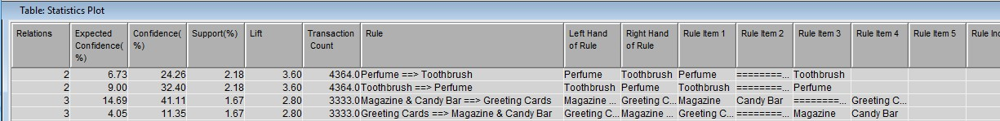 Table: Statistics Plot
Relations Expected Confidence(%) Confidence(%) Support(%) Lift Transaction Count Rule Left Hand of Rule Right Hand of Rule Rule Item 1 Rule Item 2 Rule Item 3 Rule Item 4 Rule Item 5 Rule Ind
2 6.73 24.26 2.18 3.60 4364.0 Perfume ==> Toothbrush Perfume Toothbrush Perfume ========... Toothbrush
2 9.00 32.40 2.18 3.60 4364.0 Toothbrush ==> Perfume Toothbrush Perfume Toothbrush ========... Perfume
3 14.69 41.11 1.67 2.80 3333.0 Magazine & Candy Bar ==> Greeting Cards Magazine ... Greeting C... Magazine Candy Bar ========... Greeting C...
3 4.05 11.35 1.67 2.80 3333.0 Greeting Cards ==> Magazine & Candy Bar Greeting C... Magazine ... Greeting C... ========... Magazine Candy Bar